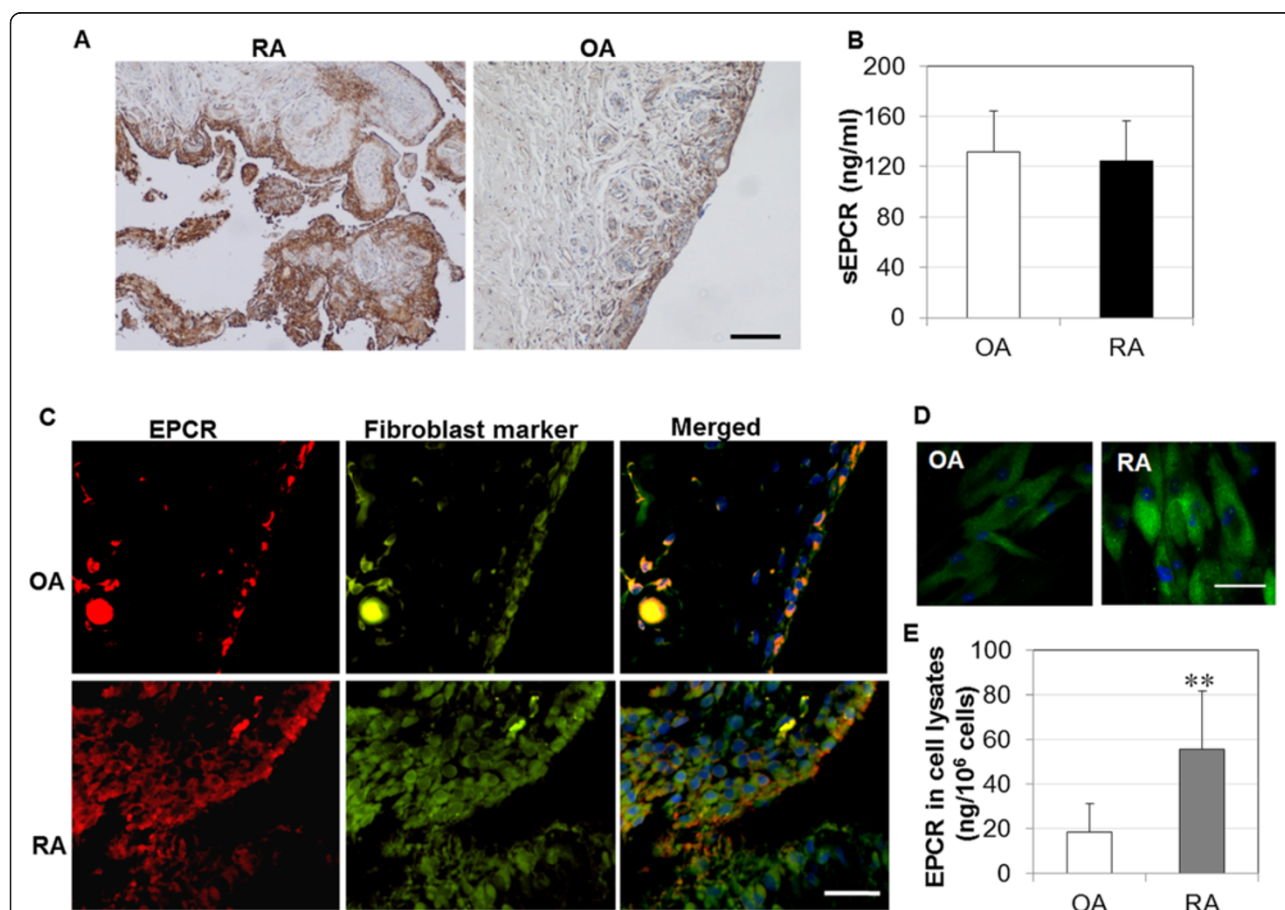 A
RA
OA
B
sEPCR (ng/ml)
200
160
120
80
40
0
OA
RA
C
EPCR
Fibroblast marker
Merged
OA
RA
D
OA
RA
E
EPCR in cell lysates
(ng/10⁶ cells)
100
80
60
40
20
0
**
OA
RA